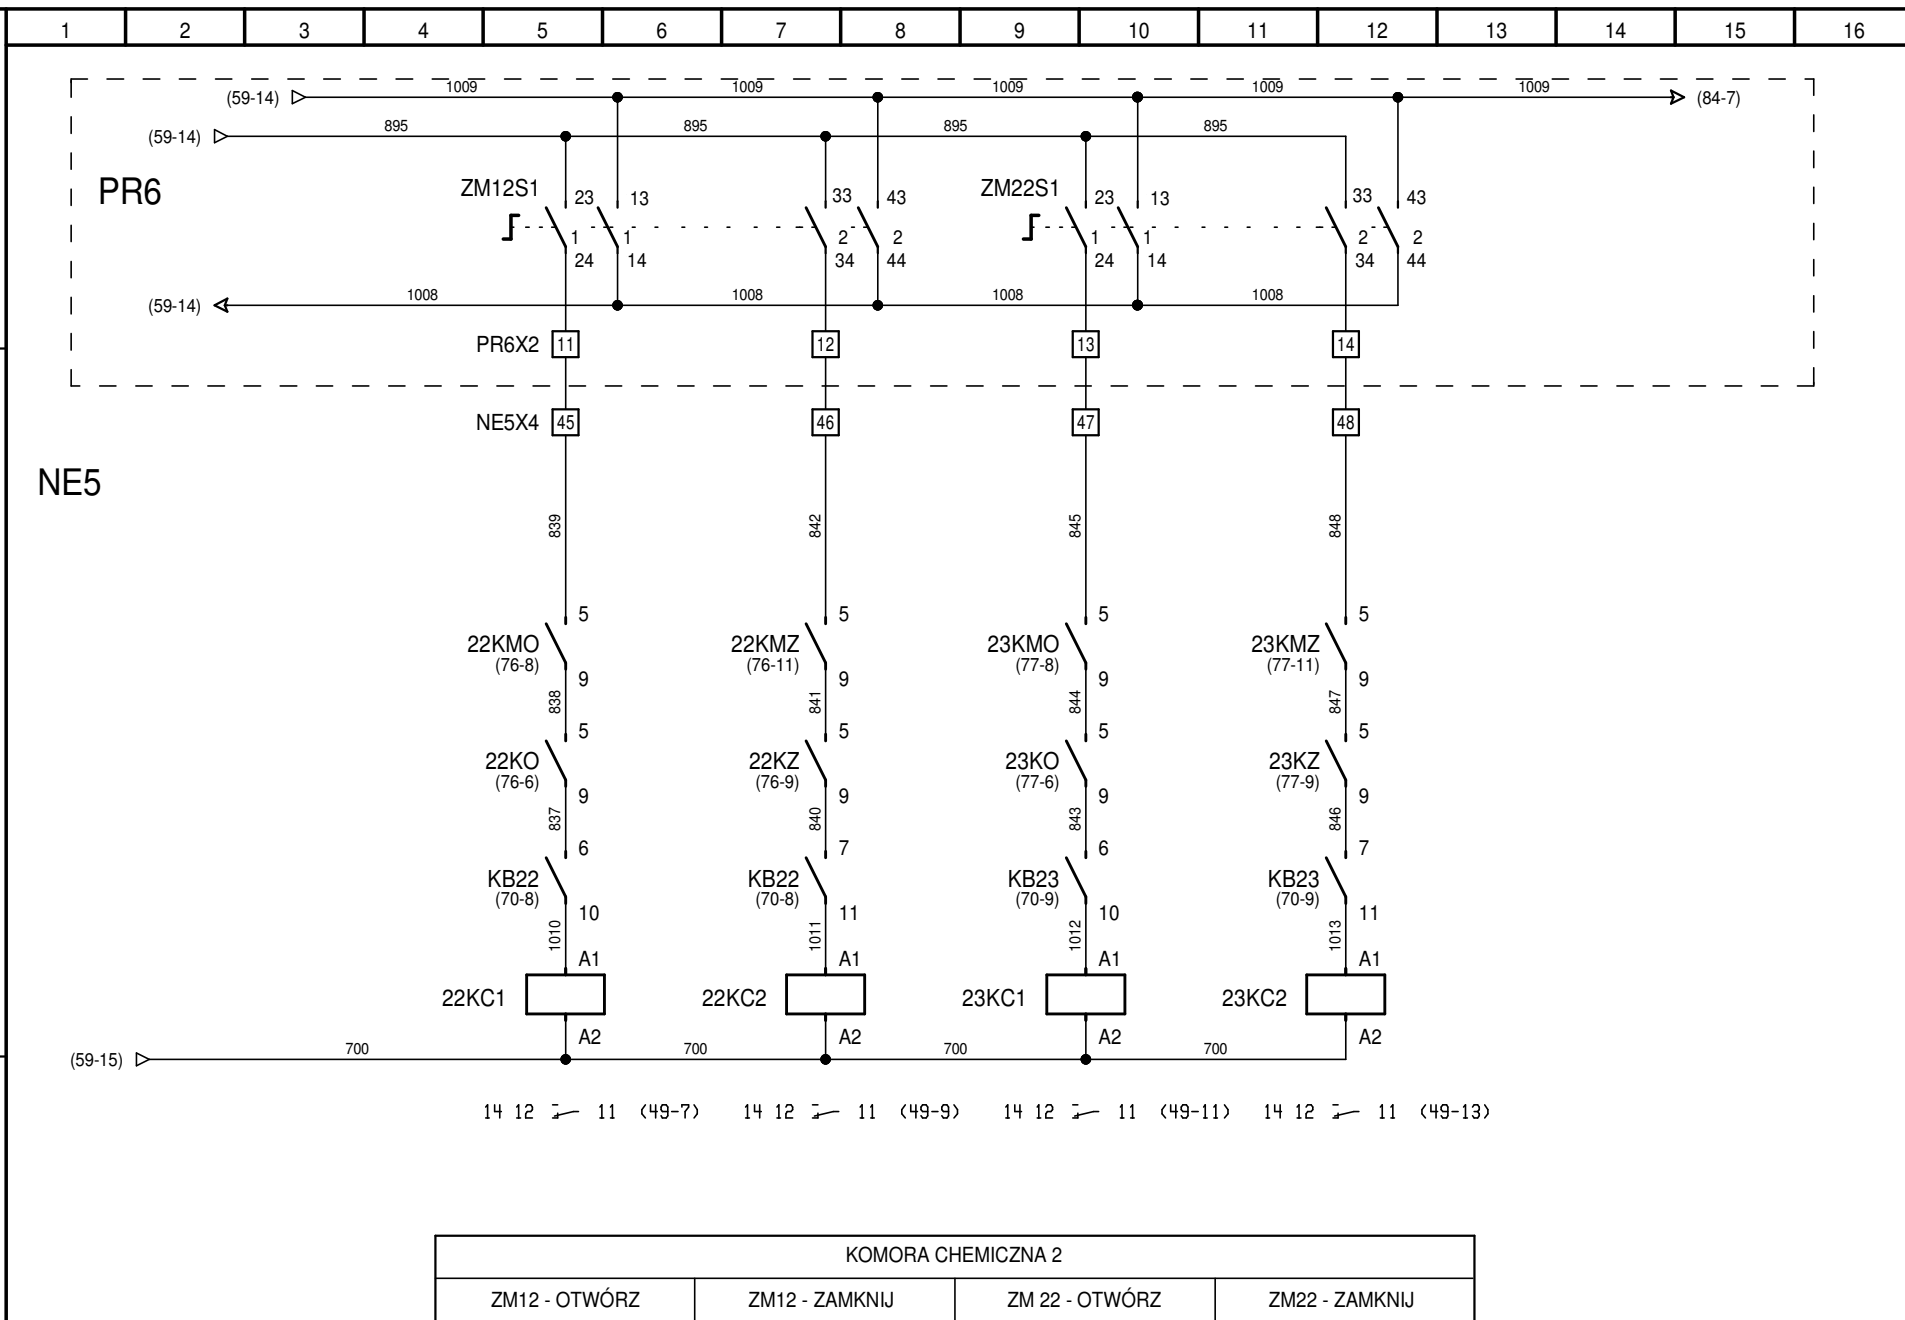 1 2 3 4 5 6 7 8 9 10 11 12 13 14 15 16
1009 1009 1009 1009 1009
(59-14) (84-7)
895 895 895 895
(59-14)
PR6
ZM12S1 23 13 33 43 ZM22S1 23 13 33 43
1 1 2 2 1 1 2 2
24 14 34 44 24 14 34 44
1008 1008 1008 1008
(59-14)
PR6X2 11 12 13 14
NE5X4 45 46 47 48
NE5
839 842 845 848
5 5 5 5
22KMO 22KMZ 23KMO 23KMZ
(76-8) (76-11) (77-8) (77-11)
9 9 9 9
838 841 844 847
5 5 5 5
22KO 22KZ 23KO 23KZ
(76-6) (76-9) (77-6) (77-9)
9 9 9 9
837 840 843 846
6 7 6 7
KB22 KB22 KB23 KB23
(70-8) (70-8) (70-9) (70-9)
10 11 10 11
1010 1011 1012 1013
A1 A1 A1 A1
22KC1 22KC2 23KC1 23KC2
A2 A2 A2 A2
700 700 700 700
(59-15)
14 12 11 (49-7) 14 12 11 (49-9) 14 12 11 (49-11) 14 12 11 (49-13)
KOMORA CHEMICZNA 2
ZM12 - OTWÓRZ ZM12 - ZAMKNIJ ZM 22 - OTWÓRZ ZM22 - ZAMKNIJ